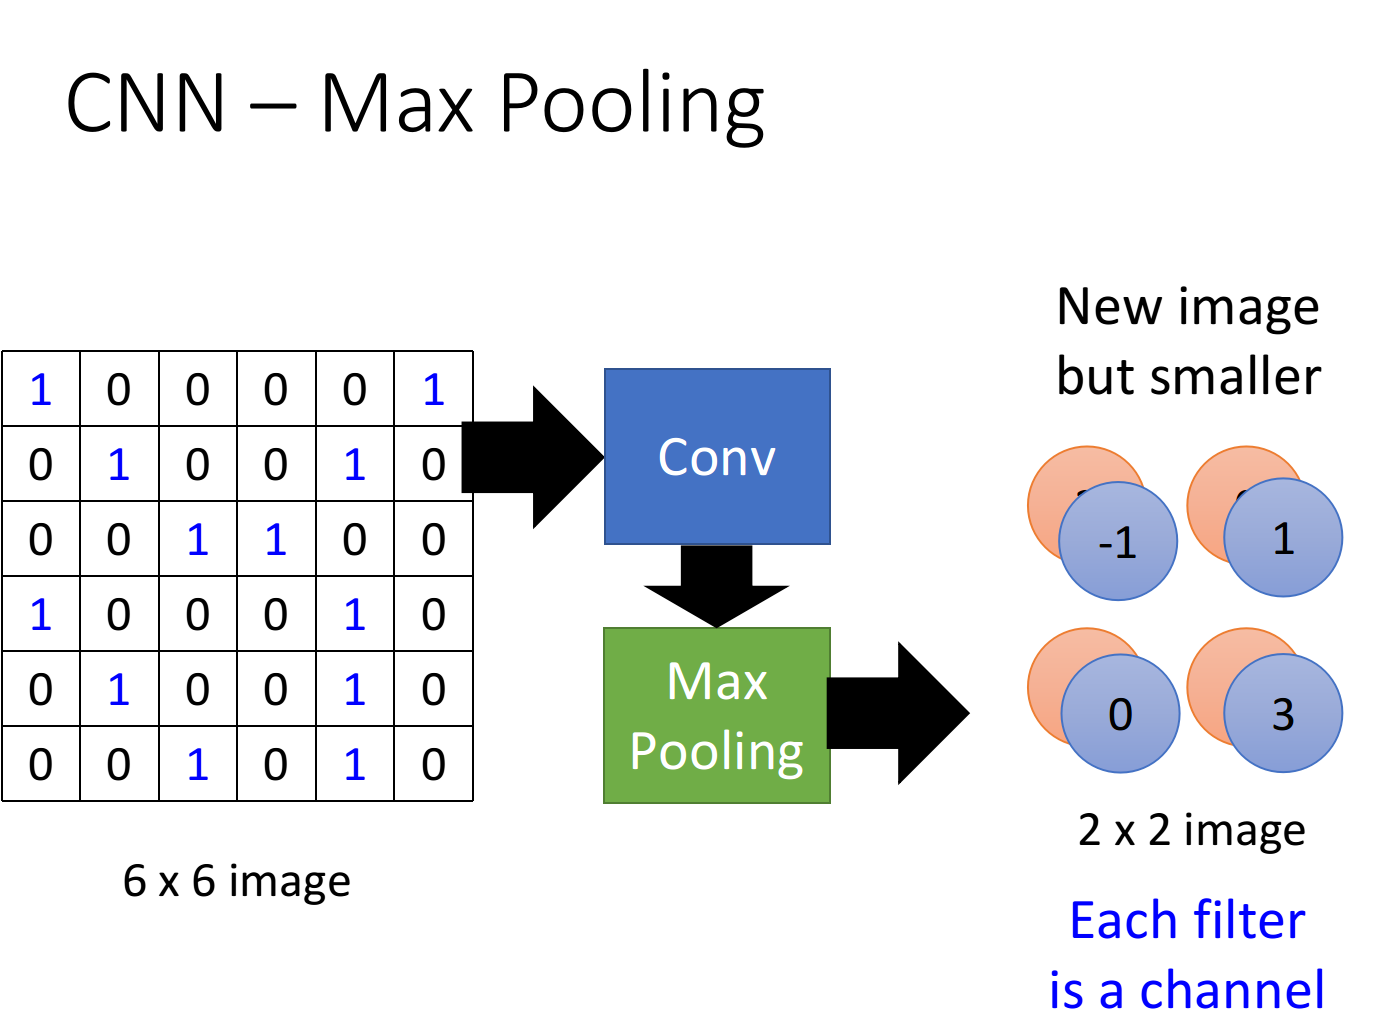 CNN – Max Pooling
1 0 0 0 0 1
0 1 0 0 1 0
0 0 1 1 0 0
1 0 0 0 1 0
0 1 0 0 1 0
0 0 1 0 1 0
6 x 6 image
Conv
Max
Pooling
New image
but smaller
-1 1
0 3
2 x 2 image
Each filter
is a channel